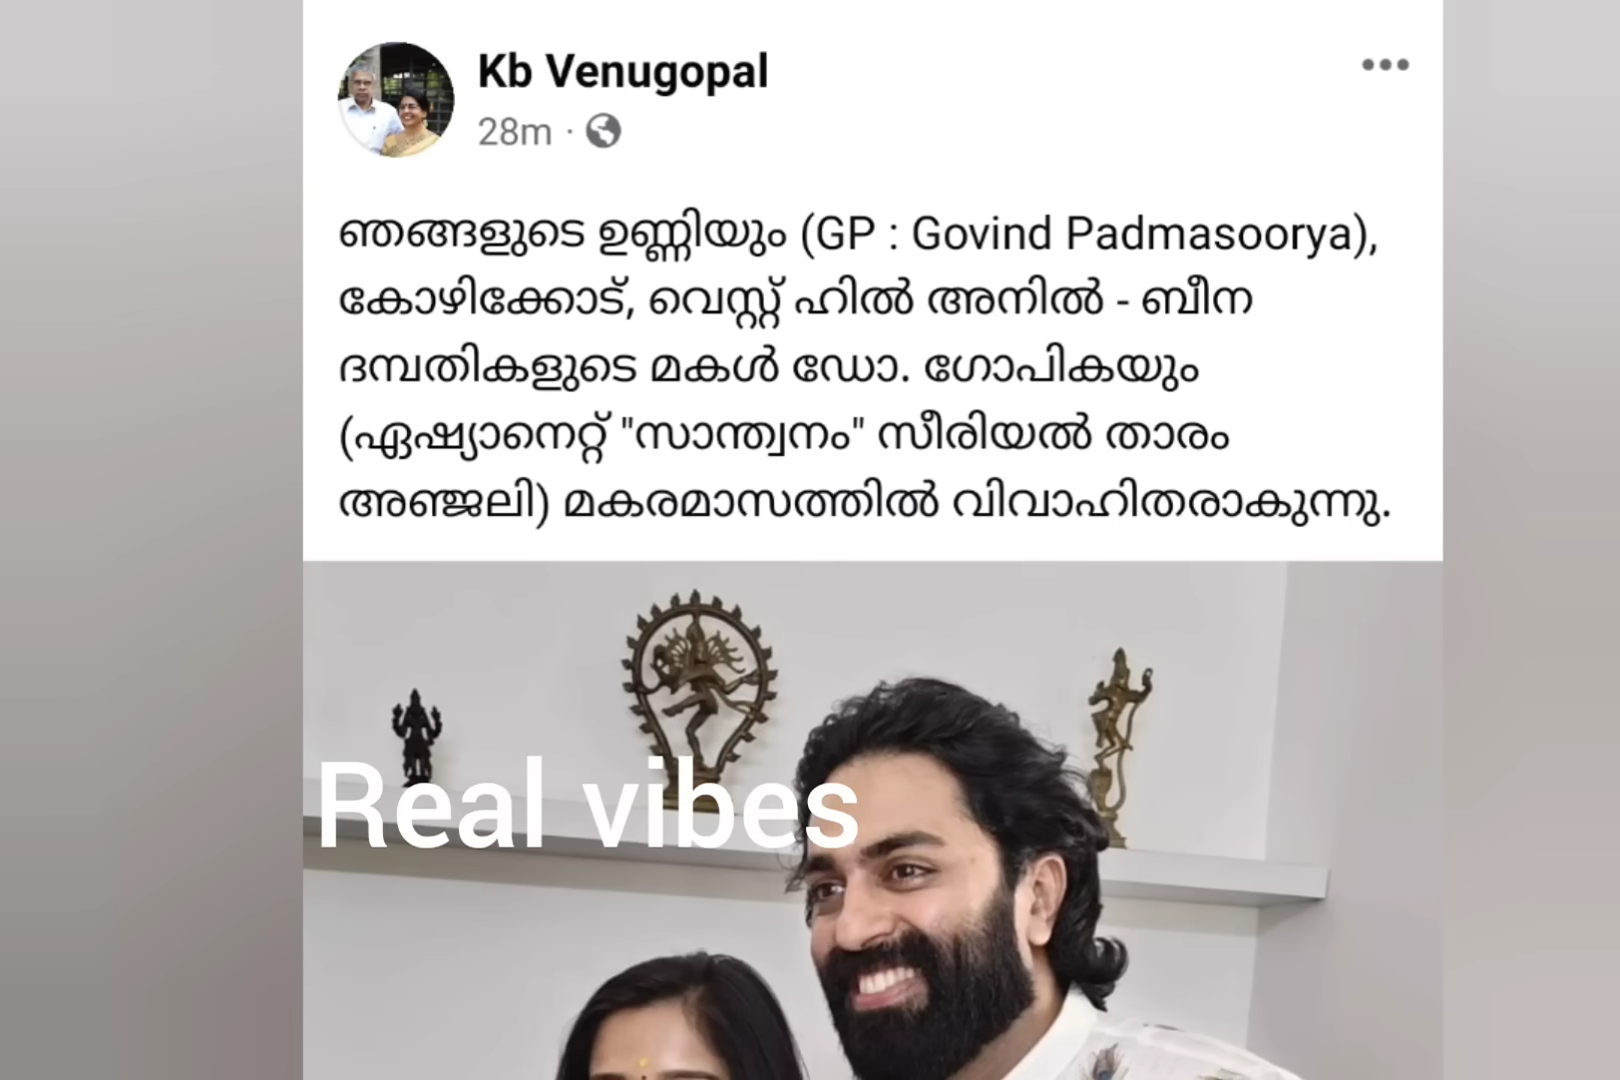 Kb Venugopal
28m ·
ഞങ്ങളുടെ ഉണ്ണിയും (GP : Govind Padmasoorya),
കോഴിക്കോട്, വെസ്റ്റ് ഹിൽ അനിൽ - ബീന
ദമ്പതികളുടെ മകൾ ഡോ. ഗോപികയും
(ഏഷ്യാനെറ്റ് "സാന്ത്വനം" സീരിയൽ താരം
അഞ്ജലി) മകരമാസത്തിൽ വിവാഹിതരാകുന്നു.
Real vibes